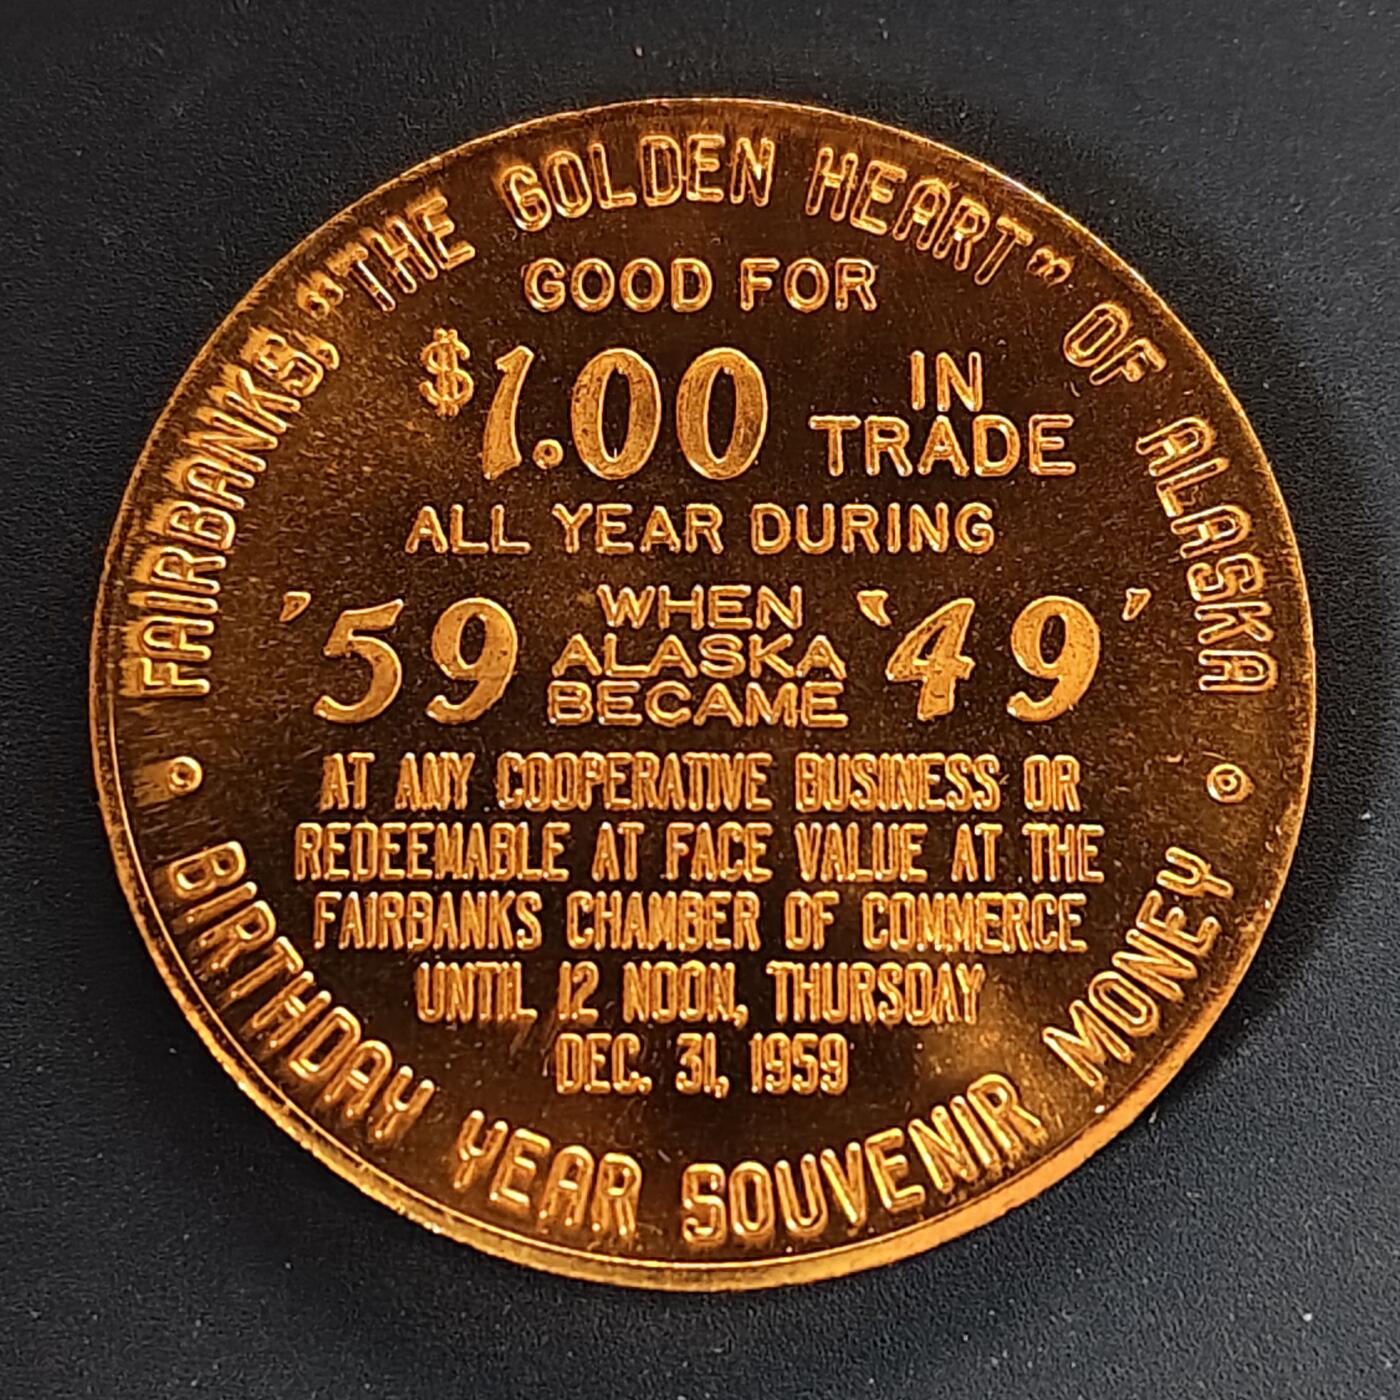 FAIRBANKS, "THE GOLDEN HEART" OF ALASKA
GOOD FOR
$1.00 IN TRADE
ALL YEAR DURING
'59 WHEN ALASKA BECAME '49'
AT ANY COOPERATIVE BUSINESS OR
REDEEMABLE AT FACE VALUE AT THE
FAIRBANKS CHAMBER OF COMMERCE
UNTIL 12 NOON, THURSDAY
DEC. 31, 1959
BIRTHDAY YEAR SOUVENIR MONEY